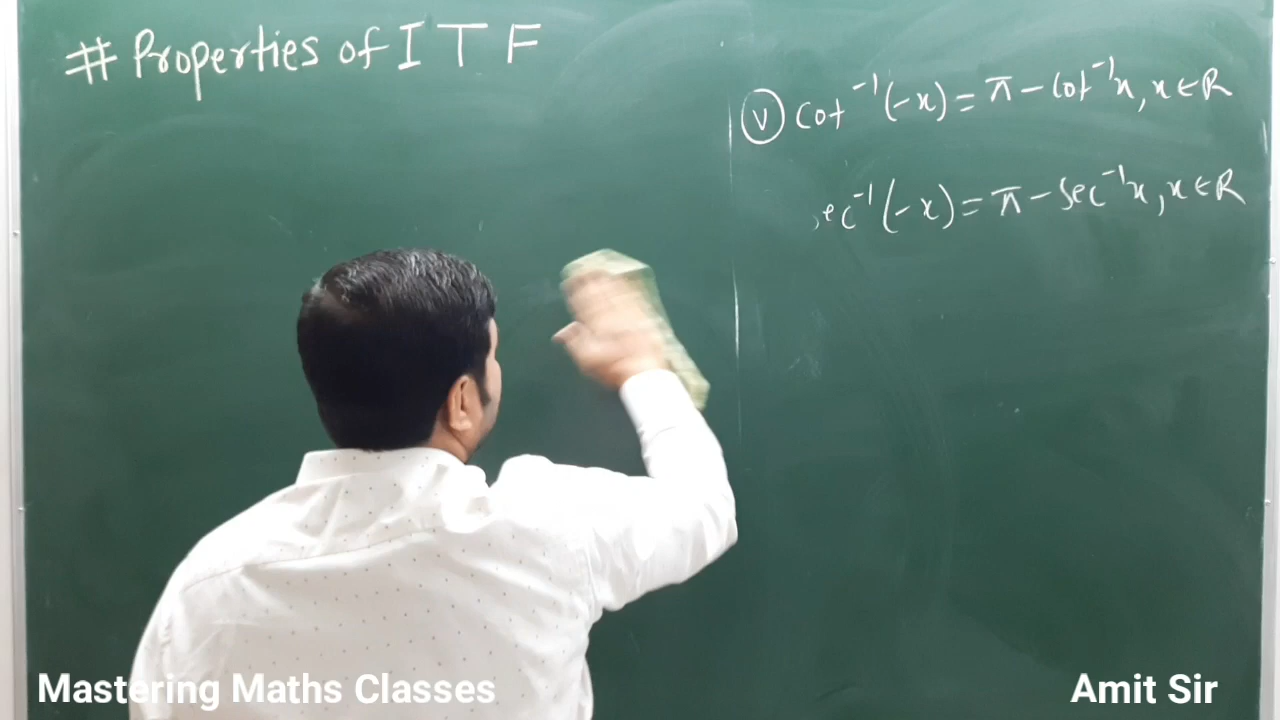 # Properties of I T F
(v) Cot⁻¹(-x) = π - Cot⁻¹x, x ∈ R
ec⁻¹(-x) = π - Sec⁻¹x, x ∈ R
Mastering Maths Classes
Amit Sir